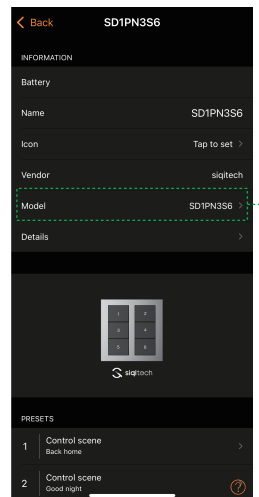 Back SD1PN3S6
INFORMATION
Battery
Name SD1PN3S6
Icon Tap to set
Vendor siqitech
Model SD1PN3S6
Details
1 2
3 4
5 6
siqitech
PRESETS
1 Control scene
Back home
2 Control scene
Good night
?